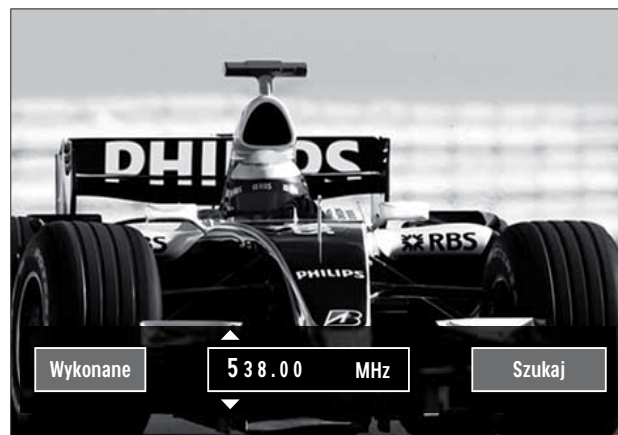 PHILIPS
RBS
RBS
PHILIPS
Wykonane
538.00 MHz
Szukaj